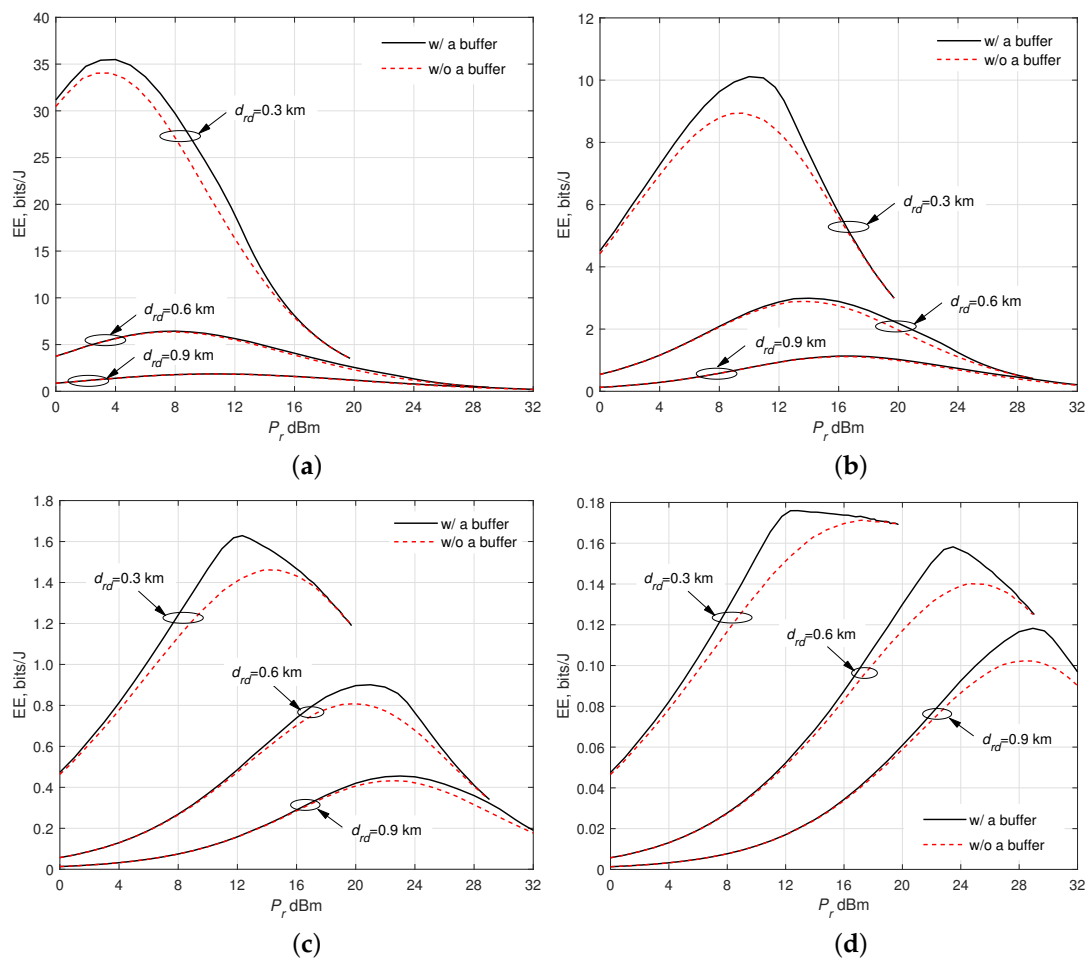 40
35
30
25
20
15
10
5
0
EE, bits/J
w/ a buffer
w/o a buffer
d_rd=0.3 km
d_rd=0.6 km
d_rd=0.9 km
0 4 8 12 16 20 24 28 32
P_r dBm
(a)
12
10
8
6
4
2
0
EE, bits/J
w/ a buffer
w/o a buffer
d_rd=0.3 km
d_rd=0.6 km
d_rd=0.9 km
0 4 8 12 16 20 24 28 32
P_r dBm
(b)
1.8
1.6
1.4
1.2
1.0
0.8
0.6
0.4
0.2
0
EE, bits/J
w/ a buffer
w/o a buffer
d_rd=0.3 km
d_rd=0.6 km
d_rd=0.9 km
0 4 8 12 16 20 24 28 32
P_r dBm
(c)
0.18
0.16
0.14
0.12
0.10
0.08
0.06
0.04
0.02
0
EE, bits/J
d_rd=0.3 km
d_rd=0.6 km
d_rd=0.9 km
w/ a buffer
w/o a buffer
0 4 8 12 16 20 24 28 32
P_r dBm
(d)